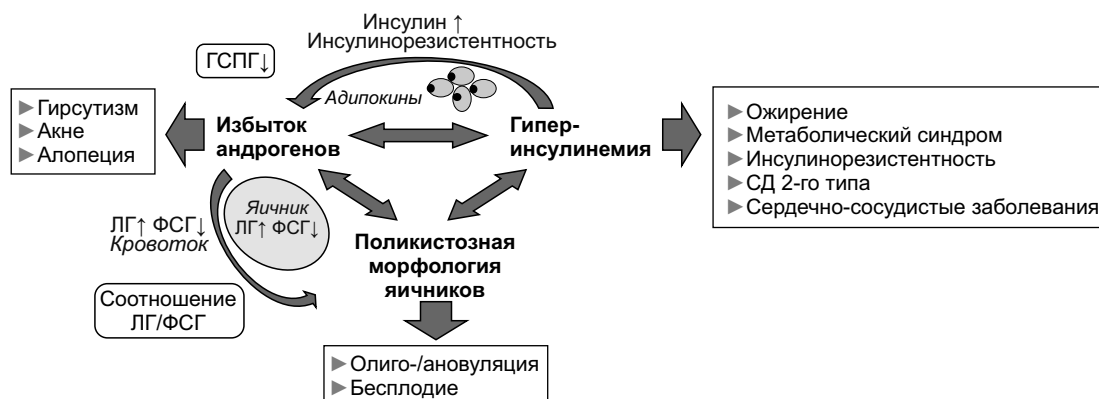 Инсулин ↑
Инсулинорезистентность
ГСПГ↓
Адипокины
▶ Гирсутизм
▶ Акне
▶ Алопеция
Избыток
андрогенов
Гипер-
инсулинемия
▶ Ожирение
▶ Метаболический синдром
▶ Инсулинорезистентность
▶ СД 2-го типа
▶ Сердечно-сосудистые заболевания
Яичник
ЛГ↑ ФСГ↓
ЛГ↑ ФСГ↓
Кровоток
Поликистозная
морфология
яичников
Соотношение
ЛГ/ФСГ
▶ Олиго-/ановуляция
▶ Бесплодие